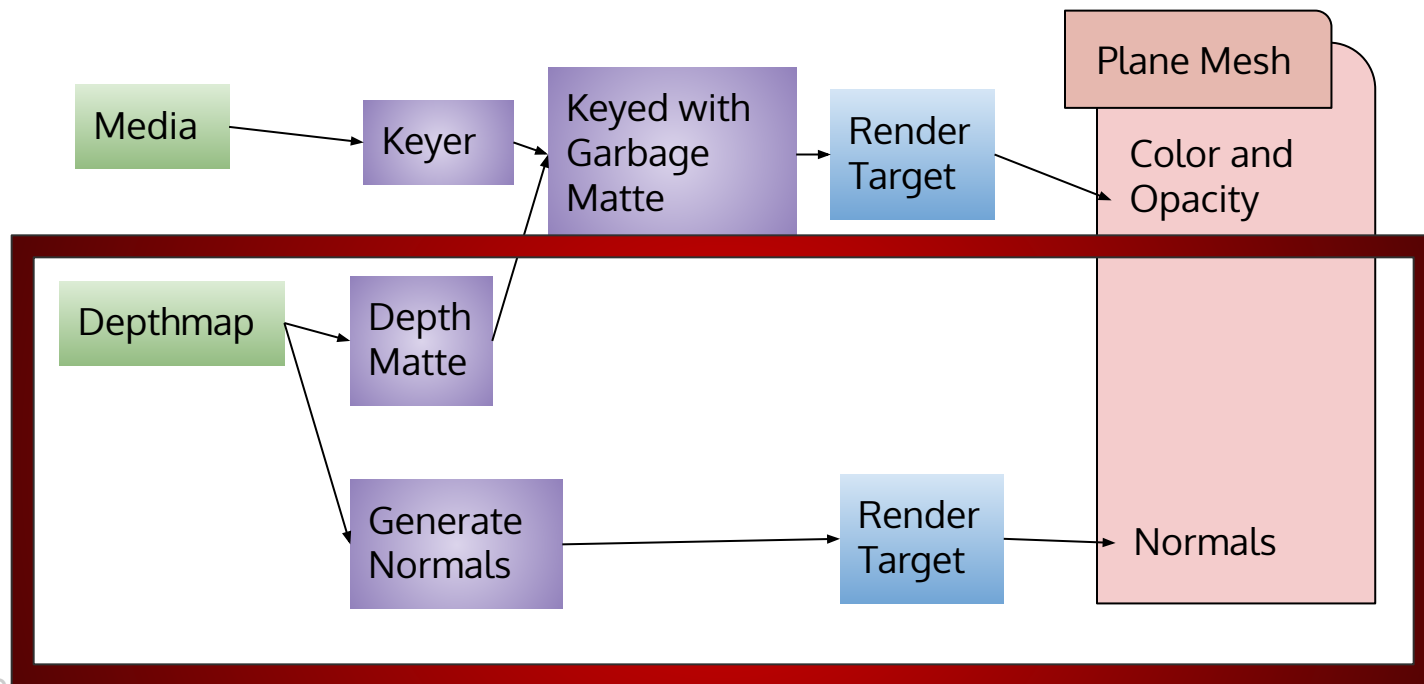 Plane Mesh
Media
Keyer
Keyed with
Garbage
Matte
Render
Target
Color and
Opacity
Depthmap
Depth
Matte
Generate
Normals
Render
Target
Normals